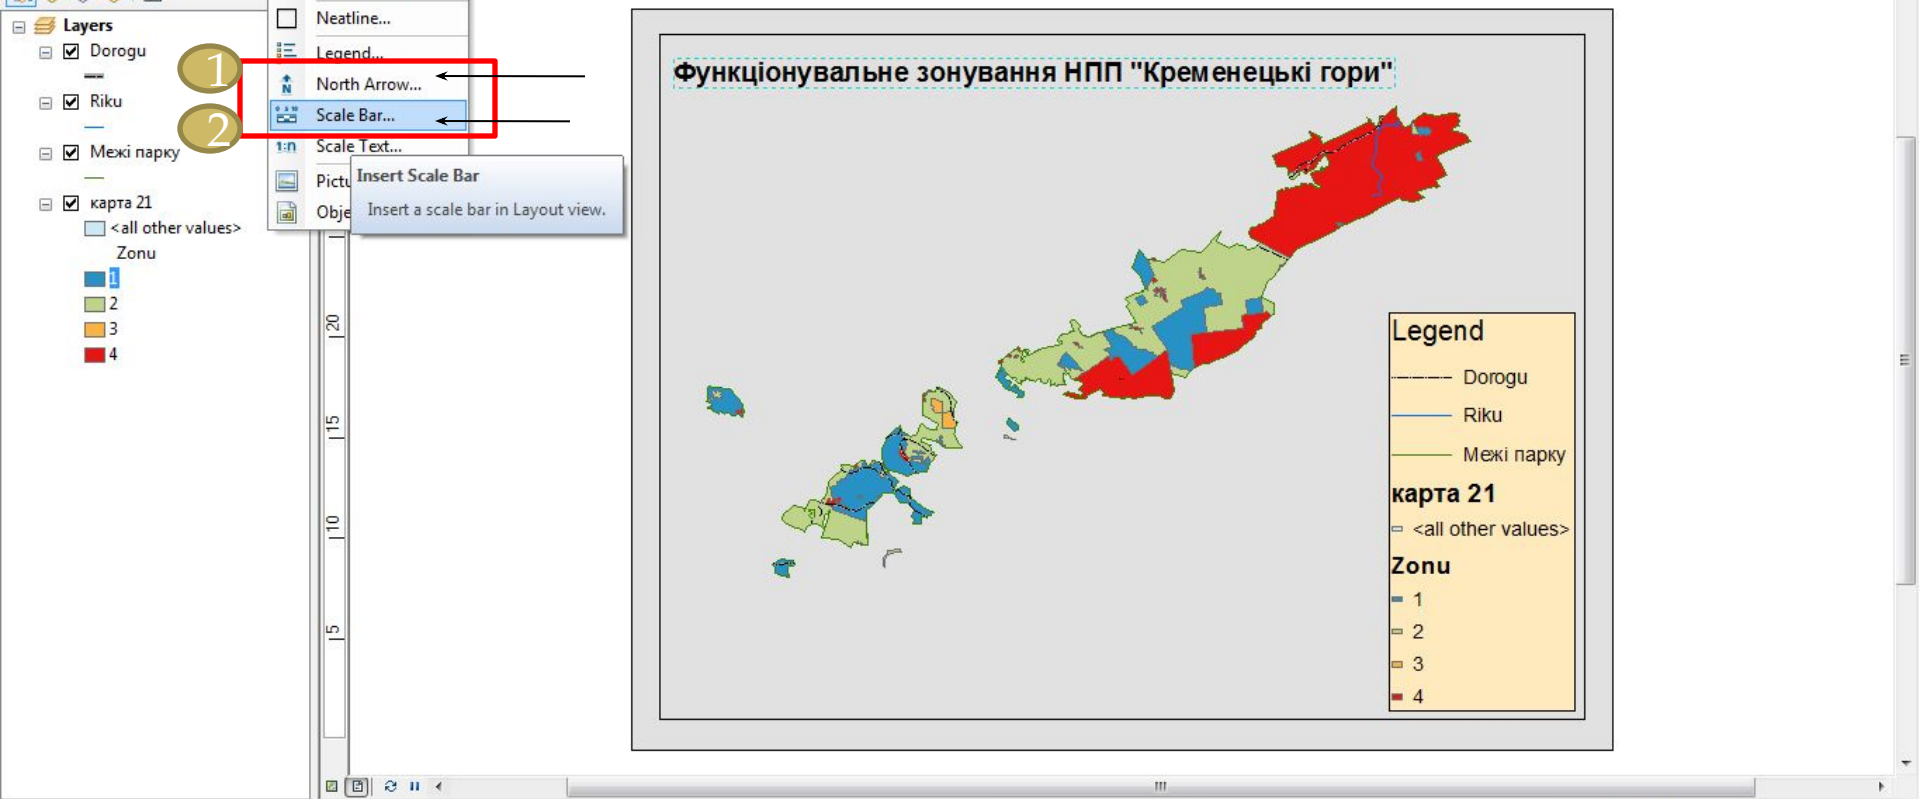 Layers
Dorogu
Riku
Межі парку
карта 21
<all other values>
Zonu
1
2
3
4
Neatline...
Legend...
North Arrow...
Scale Bar...
Scale Text...
Pictu
Obje
1
2
Insert Scale Bar
Insert a scale bar in Layout view.
20
15
10
5
Функціонувальне зонування НПП "Кременецькі гори"
Legend
Dorogu
Riku
Межі парку
карта 21
<all other values>
Zonu
1
2
3
4